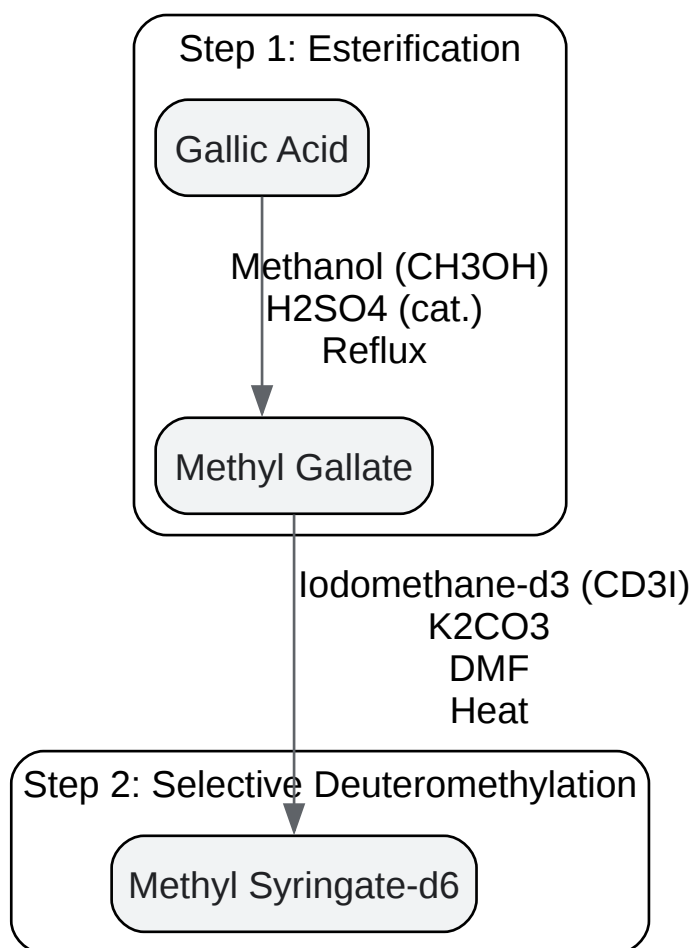 Step 1: Esterification
Gallic Acid
Methanol (CH3OH)
H2SO4 (cat.)
Reflux
Methyl Gallate
Iodomethane-d3 (CD3I)
K2CO3
DMF
Heat
Step 2: Selective Deuteromethylation
Methyl Syringate-d6